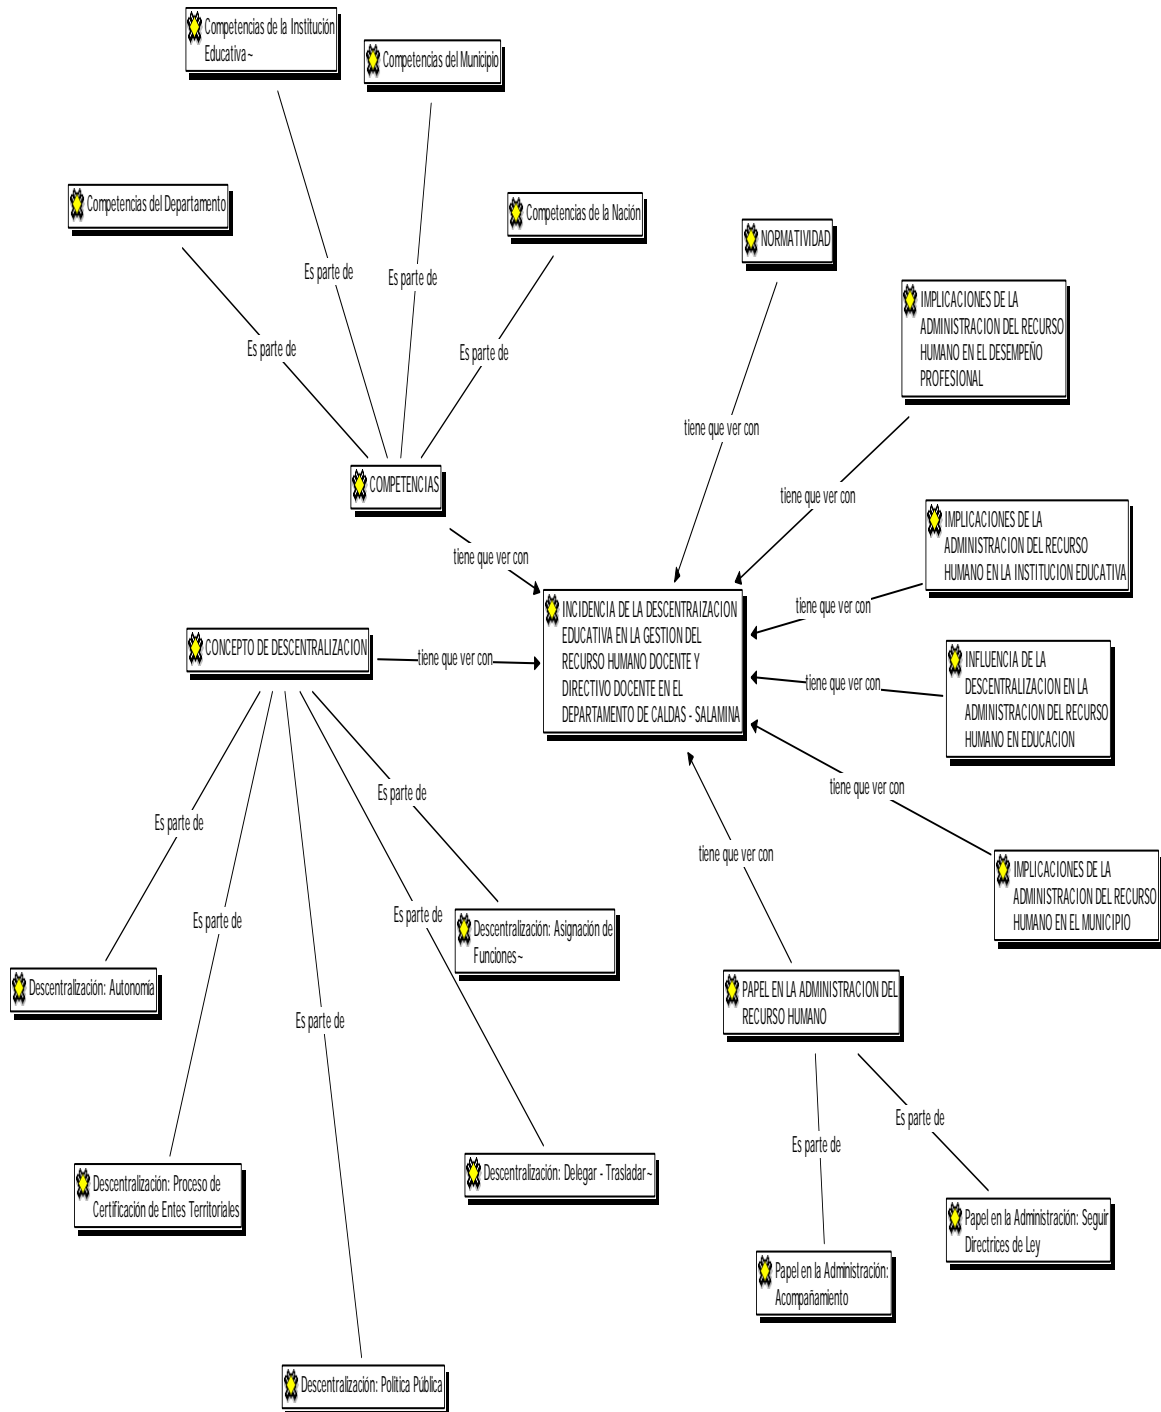 Competencias de la Institución
Educativa~
Competencias del Municipio
Competencias del Departamento
Competencias de la Nación
NORMATIVIDAD
Es parte de
Es parte de
IMPLICACIONES DE LA
ADMINISTRACION DEL RECURSO
HUMANO EN EL DESEMPEÑO
PROFESIONAL
Es parte de
Es parte de
tiene que ver con
COMPETENCIAS
tiene que ver con
IMPLICACIONES DE LA
ADMINISTRACION DEL RECURSO
HUMANO EN LA INSTITUCION EDUCATIVA
tiene que ver con
tiene que ver con
INCIDENCIA DE LA DESCENTRAIZACION
EDUCATIVA EN LA GESTION DEL
RECURSO HUMANO DOCENTE Y
DIRECTIVO DOCENTE EN EL
DEPARTAMENTO DE CALDAS - SALAMINA
CONCEPTO DE DESCENTRALIZACION
tiene que ver con
INFLUENCIA DE LA
DESCENTRALIZACION EN LA
ADMINISTRACION DEL RECURSO
HUMANO EN EDUCACION
tiene que ver con
tiene que ver con
Es parte de
Es parte de
tiene que ver con
IMPLICACIONES DE LA
ADMINISTRACION DEL RECURSO
HUMANO EN EL MUNICIPIO
Es parte de
Es parte de
Descentralización: Asignación de
Funciones~
Descentralización: Autonomía
PAPEL EN LA ADMINISTRACION DEL
RECURSO HUMANO
Es parte de
Es parte de
Es parte de
Descentralización: Proceso de
Certificación de Entes Territoriales
Descentralización: Delegar - Trasladar~
Papel en la Administración: Seguir
Directrices de Ley
Papel en la Administración:
Acompañamiento
Descentralización: Política Pública